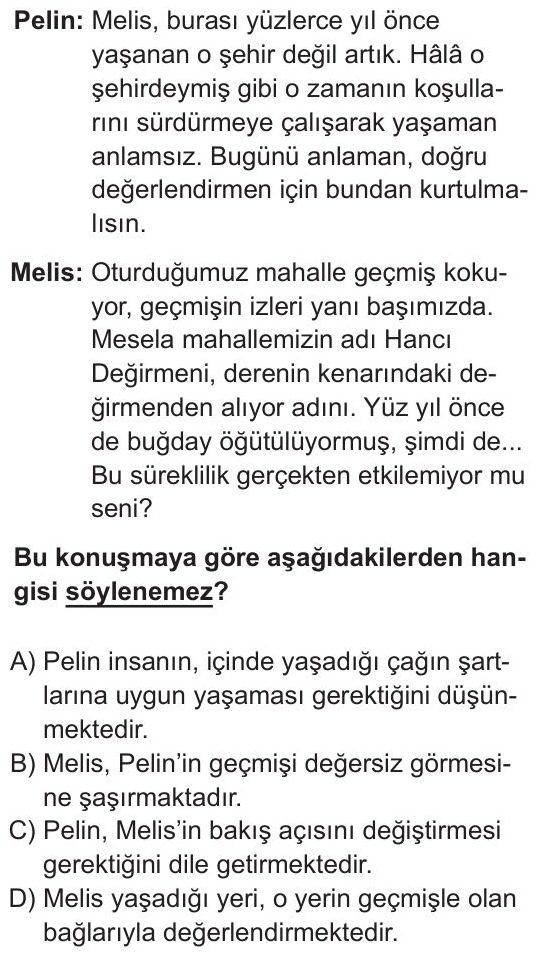 Pelin: Melis, burası yüzlerce yıl önce
yaşanan o şehir değil artık. Hâlâ o
şehirdeymiş gibi o zamanın koşulla-
rını sürdürmeye çalışarak yaşaman
anlamsız. Bugünü anlaman, doğru
değerlendirmen için bundan kurtulma-
lısın.
Melis: Oturduğumuz mahalle geçmiş koku-
yor, geçmişin izleri yanı başımızda.
Mesela mahallemizin adı Hancı
Değirmeni, derenin kenarındaki de-
ğirmenden alıyor adını. Yüz yıl önce
de buğday öğütülüyormuş, şimdi de...
Bu süreklilik gerçekten etkilemiyor mu
seni?
Bu konuşmaya göre aşağıdakilerden han-
gisi söylenemez?
A) Pelin insanın, içinde yaşadığı çağın şart-
larına uygun yaşaması gerektiğini düşün-
mektedir.
B) Melis, Pelin’in geçmişi değersiz görmesi-
ne şaşırmaktadır.
C) Pelin, Melis’in bakış açısını değiştirmesi
gerektiğini dile getirmektedir.
D) Melis yaşadığı yeri, o yerin geçmişle olan
bağlarıyla değerlendirmektedir.